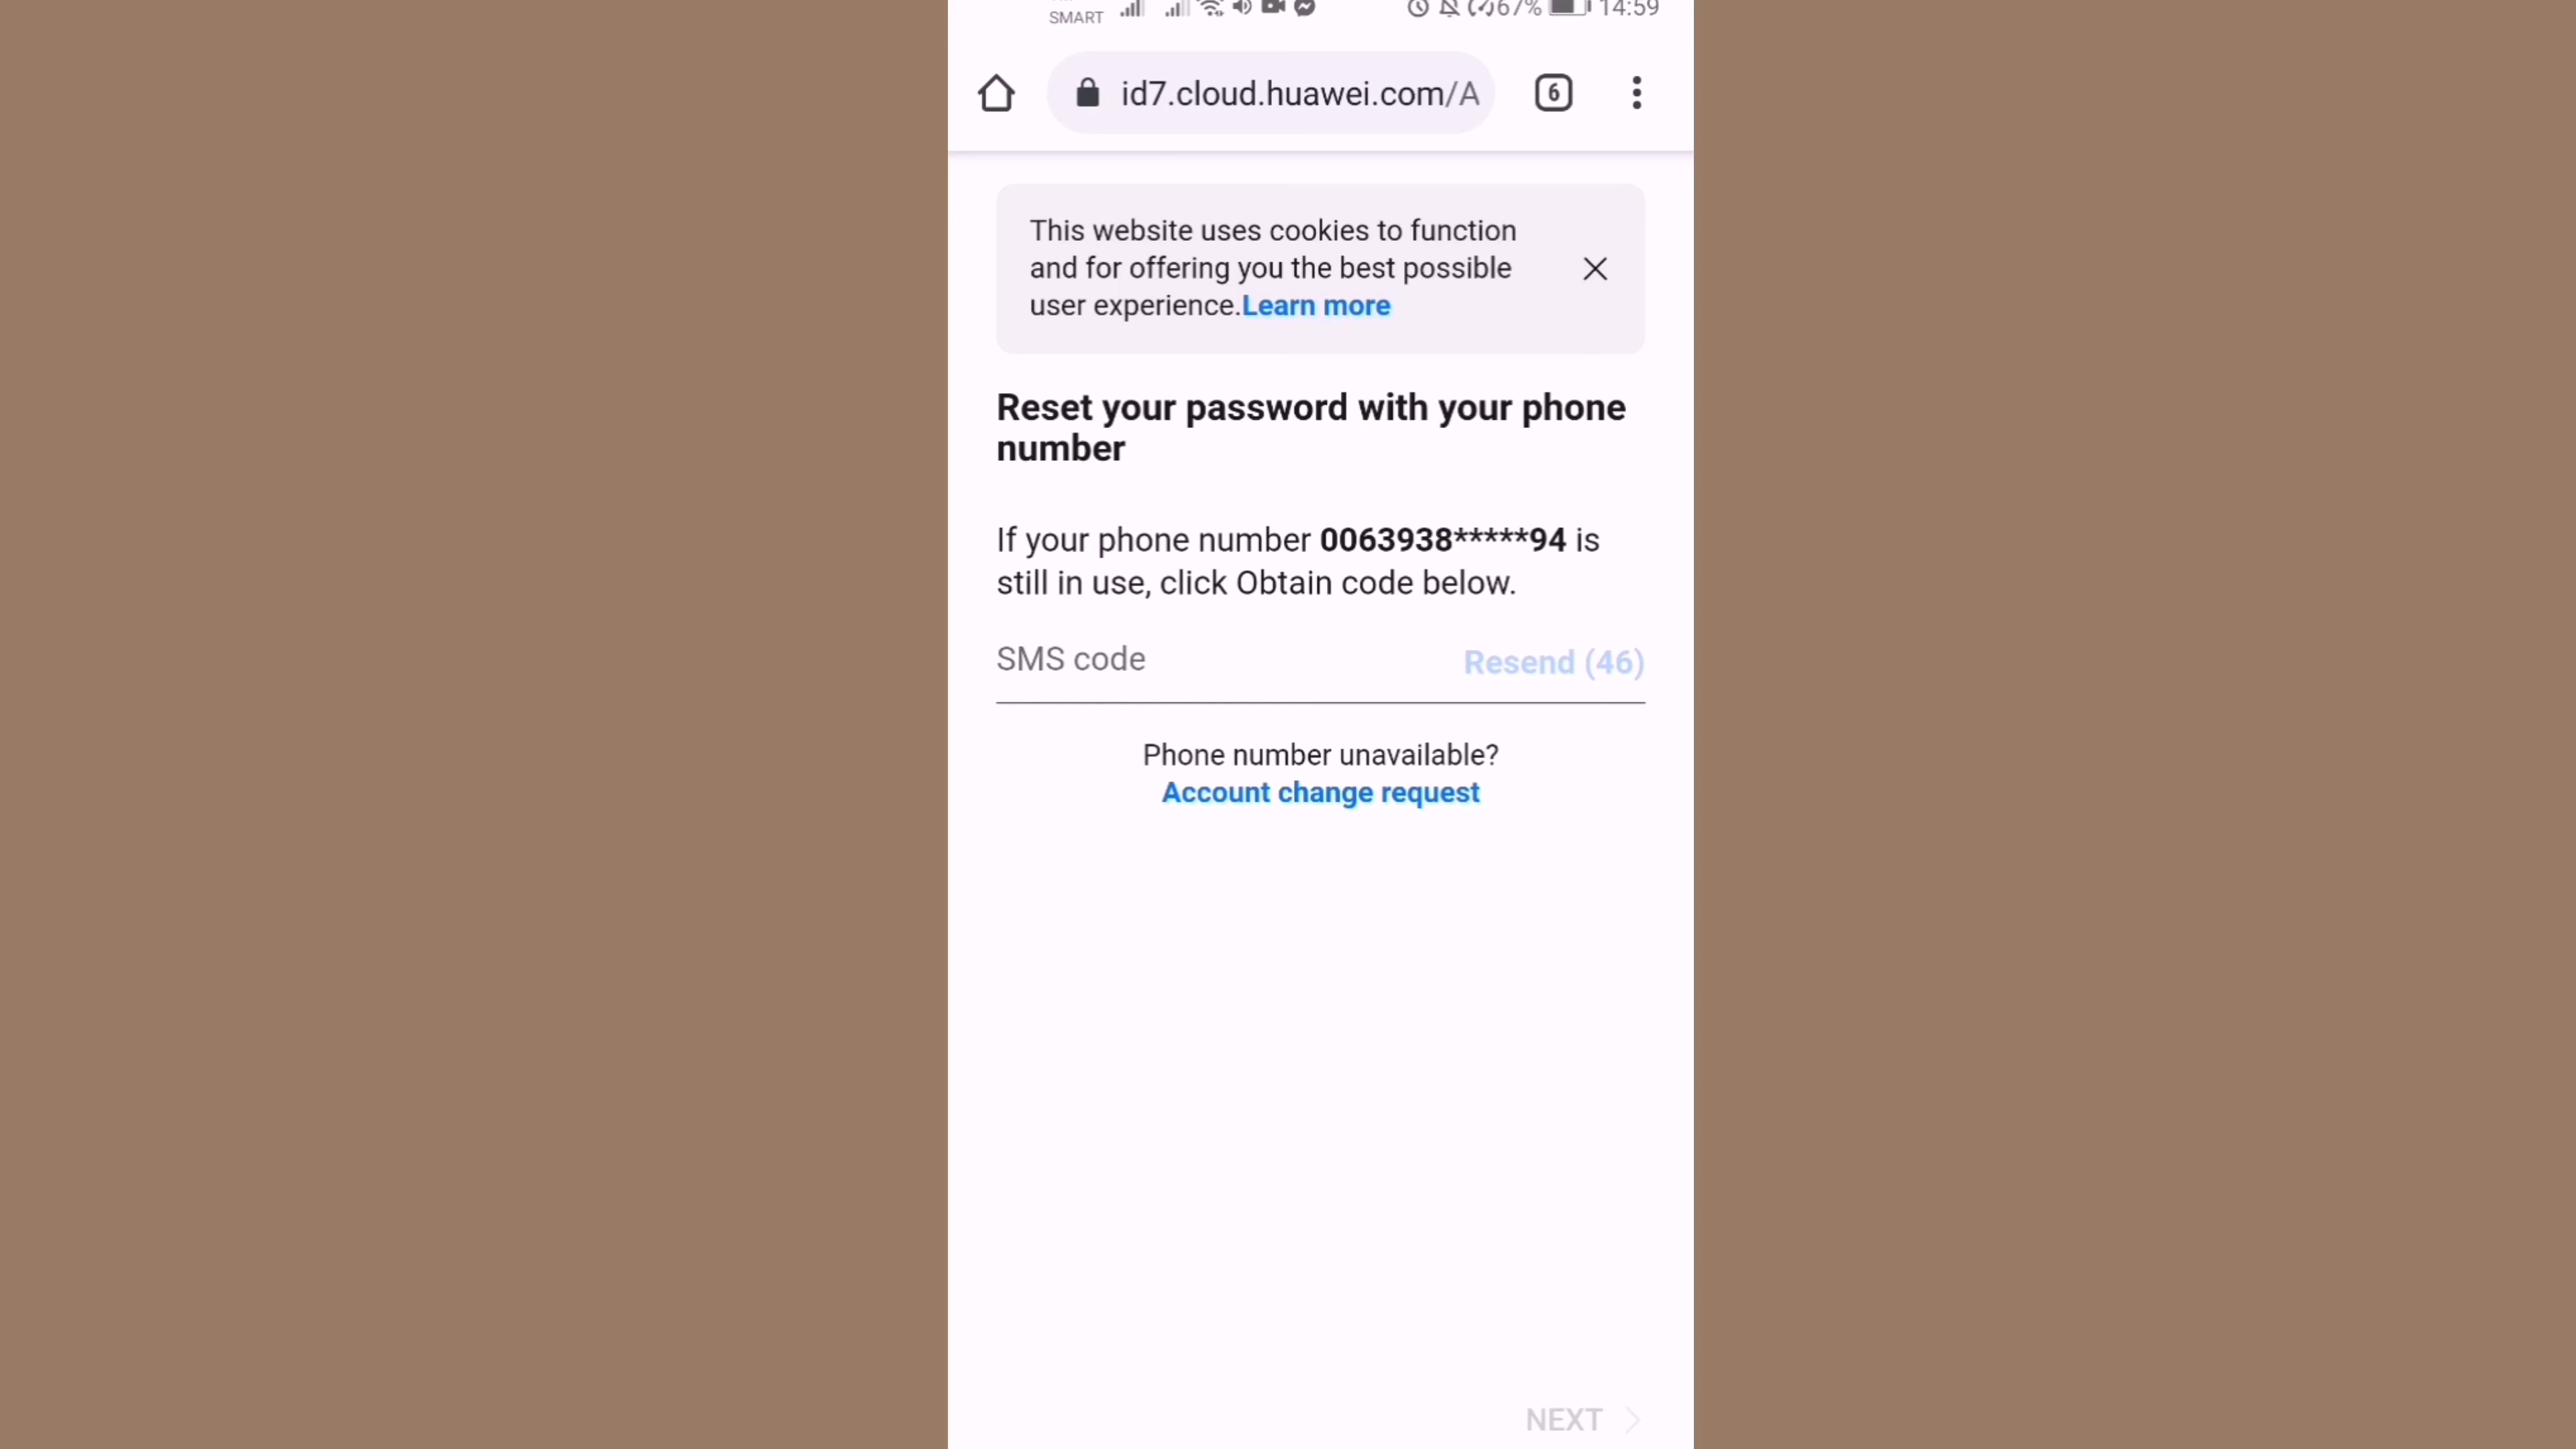 SMART
67% 14:59
id7.cloud.huawei.com/A
6
This website uses cookies to function
and for offering you the best possible
user experience.Learn more
Reset your password with your phone
number
If your phone number 0063938*****94 is
still in use, click Obtain code below.
SMS code
Resend (46)
Phone number unavailable?
Account change request
NEXT